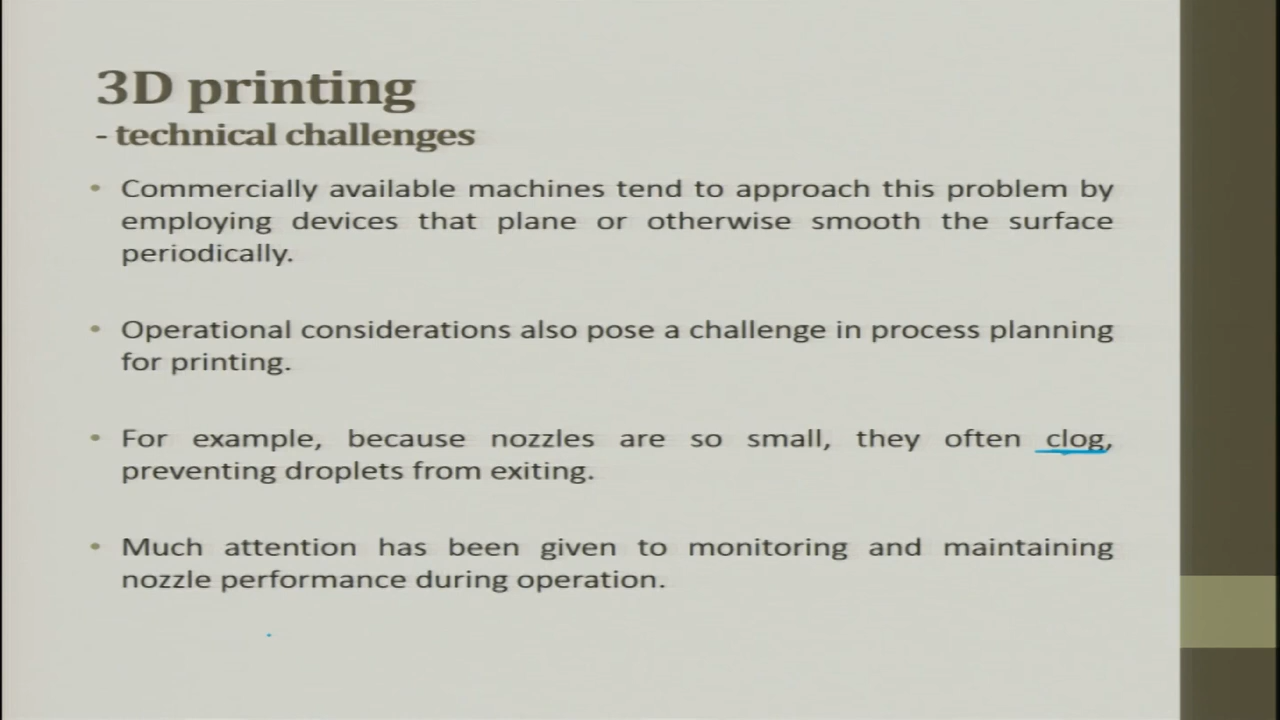 3D printing
- technical challenges
• Commercially available machines tend to approach this problem by
employing devices that plane or otherwise smooth the surface
periodically.
• Operational considerations also pose a challenge in process planning
for printing.
• For example, because nozzles are so small, they often clog,
preventing droplets from exiting.
• Much attention has been given to monitoring and maintaining
nozzle performance during operation.